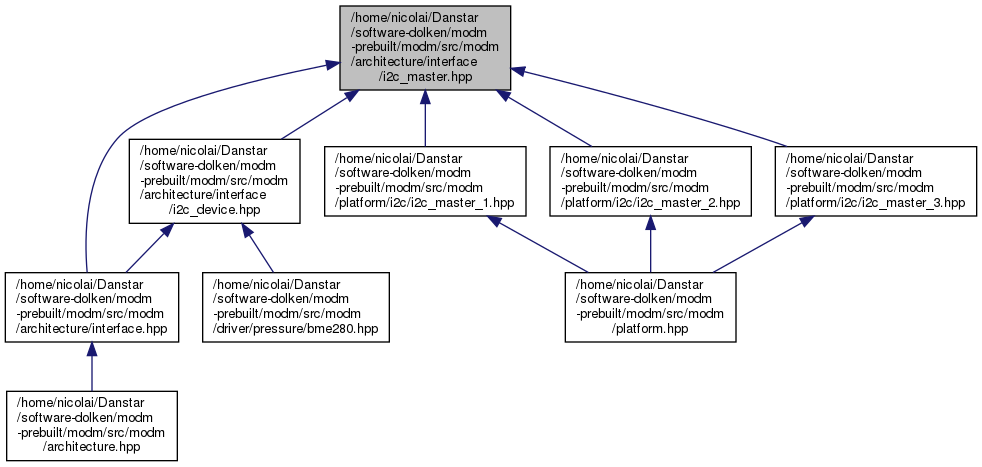 /home/nicolai/Danstar
/software-dolken/modm
-prebuilt/modm/src/modm
/architecture/interface
/i2c_master.hpp
/home/nicolai/Danstar
/software-dolken/modm
-prebuilt/modm/src/modm
/architecture/interface
/i2c_device.hpp
/home/nicolai/Danstar
/software-dolken/modm
-prebuilt/modm/src/modm
/platform/i2c/i2c_master_1.hpp
/home/nicolai/Danstar
/software-dolken/modm
-prebuilt/modm/src/modm
/platform/i2c/i2c_master_2.hpp
/home/nicolai/Danstar
/software-dolken/modm
-prebuilt/modm/src/modm
/platform/i2c/i2c_master_3.hpp
/home/nicolai/Danstar
/software-dolken/modm
-prebuilt/modm/src/modm
/architecture/interface.hpp
/home/nicolai/Danstar
/software-dolken/modm
-prebuilt/modm/src/modm
/driver/pressure/bme280.hpp
/home/nicolai/Danstar
/software-dolken/modm
-prebuilt/modm/src/modm
/platform.hpp
/home/nicolai/Danstar
/software-dolken/modm
-prebuilt/modm/src/modm
/architecture.hpp